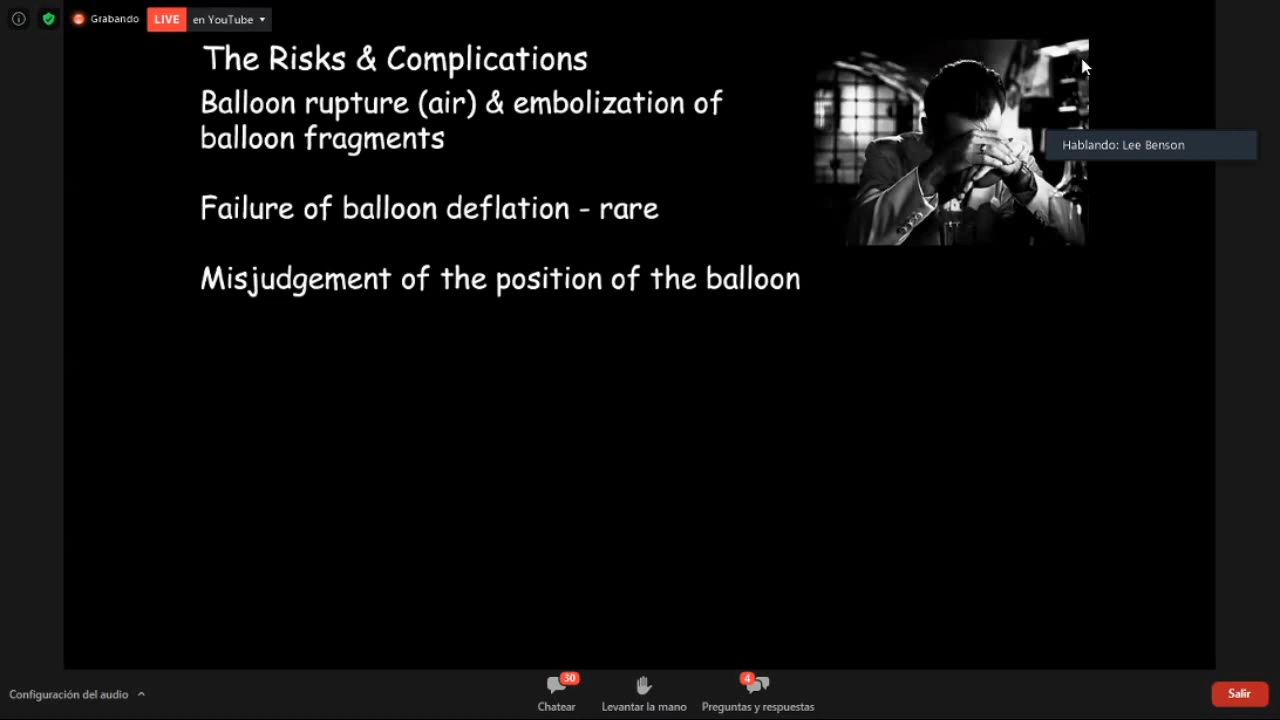 Grabando
LIVE
en YouTube
The Risks & Complications
Balloon rupture (air) & embolization of
balloon fragments
Hablando: Lee Benson
Failure of balloon deflation - rare
Misjudgement of the position of the balloon
Configuración del audio
30
Chatear
Levantar la mano
4
Preguntas y respuestas
Salir